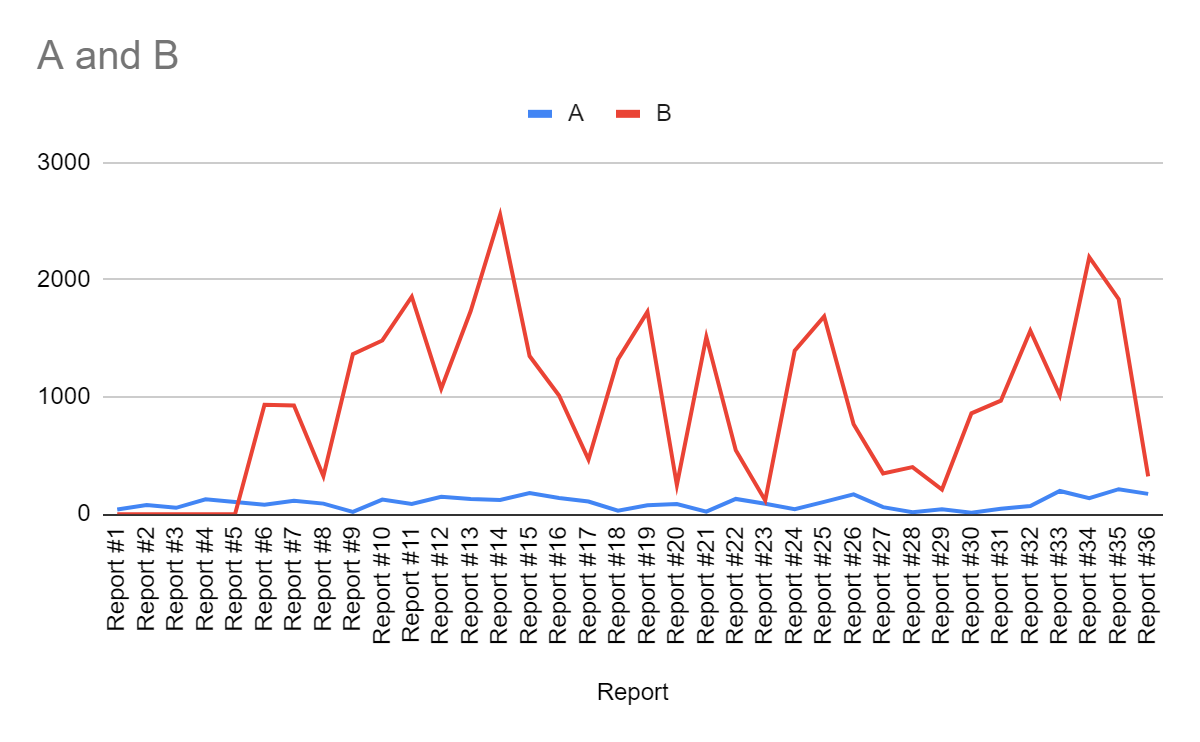 A and B
A B
3000
2000
1000
0
Report #1
Report #2
Report #3
Report #4
Report #5
Report #6
Report #7
Report #8
Report #9
Report #10
Report #11
Report #12
Report #13
Report #14
Report #15
Report #16
Report #17
Report #18
Report #19
Report #20
Report #21
Report #22
Report #23
Report #24
Report #25
Report #26
Report #27
Report #28
Report #29
Report #30
Report #31
Report #32
Report #33
Report #34
Report #35
Report #36
Report